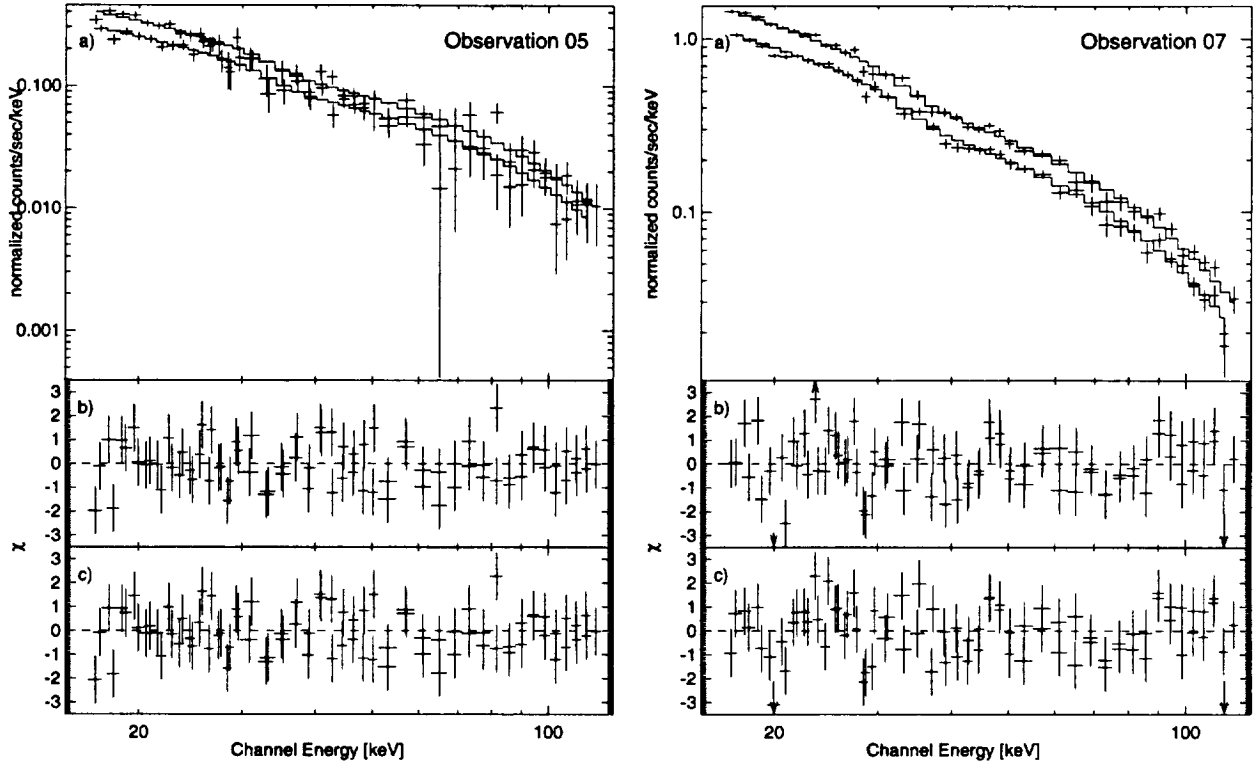 a)
Observation 05
normalized counts/sec/keV
0.100
0.010
0.001
b)
3
2
1
0
-1
-2
-3
χ
c)
3
2
1
0
-1
-2
-3
20
100
Channel Energy [keV]
a)
Observation 07
normalized counts/sec/keV
1.0
0.1
b)
3
2
1
0
-1
-2
-3
c)
3
2
1
0
-1
-2
-3
20
100
Channel Energy [keV]